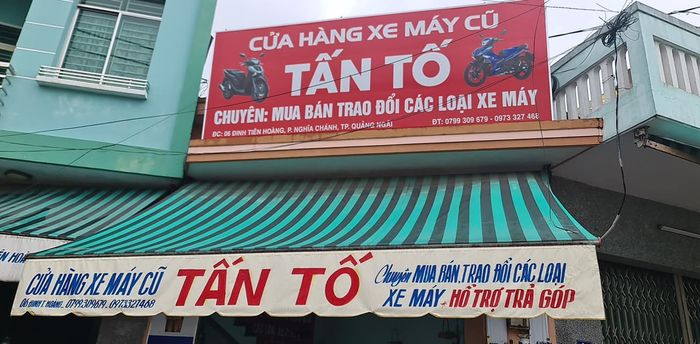 CỬA HÀNG XE MÁY CŨ
TẤN TỐ
CHUYÊN: MUA BÁN TRAO ĐỔI CÁC LOẠI XE MÁY
ĐC: 06 ĐINH TIÊN HOÀNG, P. NGHĨA CHÁNH, TP. QUẢNG NGÃI ĐT: 0799 309 679 - 0973 327 468
CỬA HÀNG XE MÁY CŨ
0799.309679. 0973327468
TẤN TỐ
Chuyên MUA BÁN, TRAO ĐỔI CÁC LOẠI
XE MÁY - HỖ TRỢ TRẢ GÓP